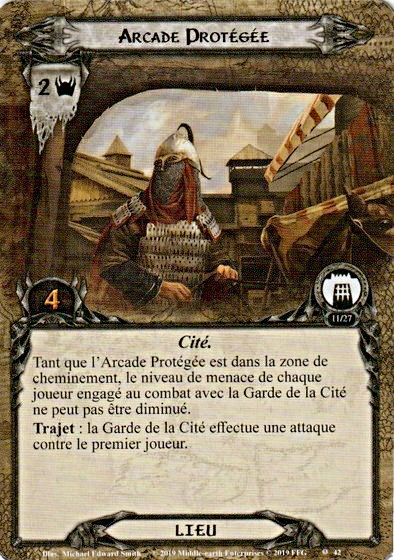 Arcade Protégée
2
4
11/27
Cité.
Tant que l'Arcade Protégée est dans la zone de
cheminement, le niveau de menace de chaque
joueur engagé au combat avec la Garde de la Cité
ne peut pas être diminué.
Trajet : la Garde de la Cité effectue une attaque
contre le premier joueur.
LIEU
Illus. Michael Edward Smith © 2019 Middle-earth Enterprises © 2019 FFG 42